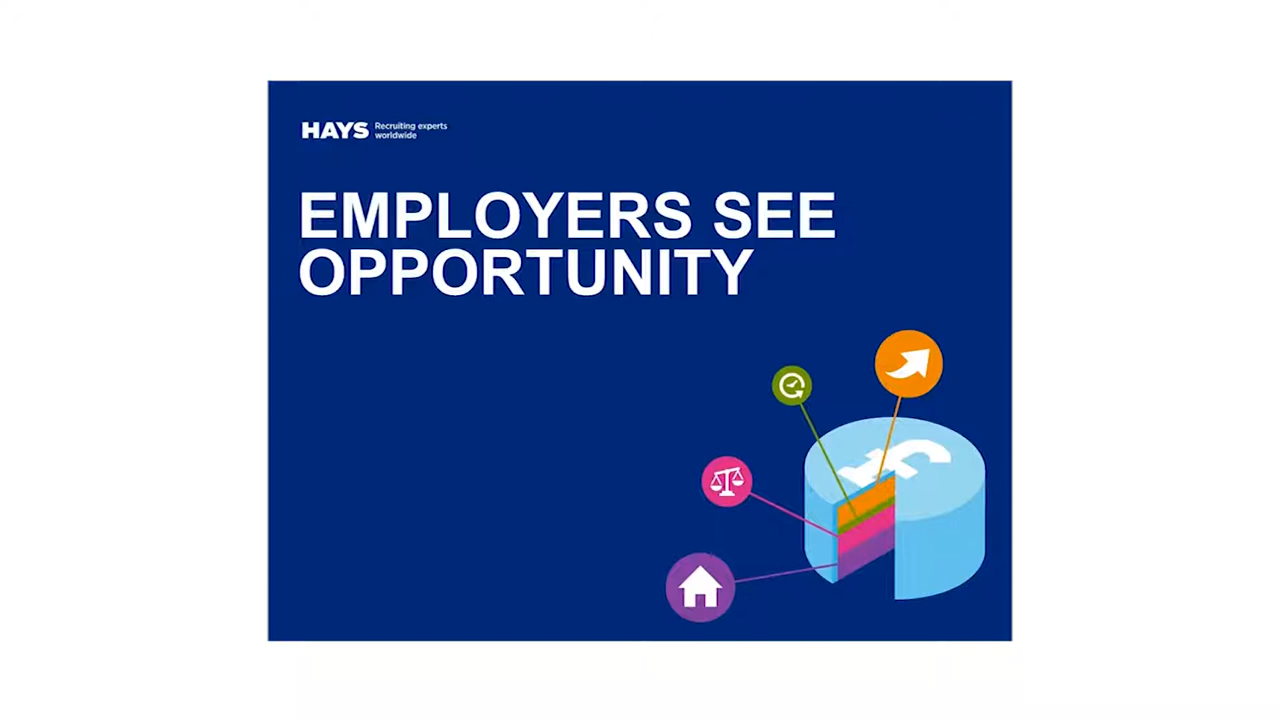 HAYS Recruiting experts
worldwide
EMPLOYERS SEE
OPPORTUNITY
£